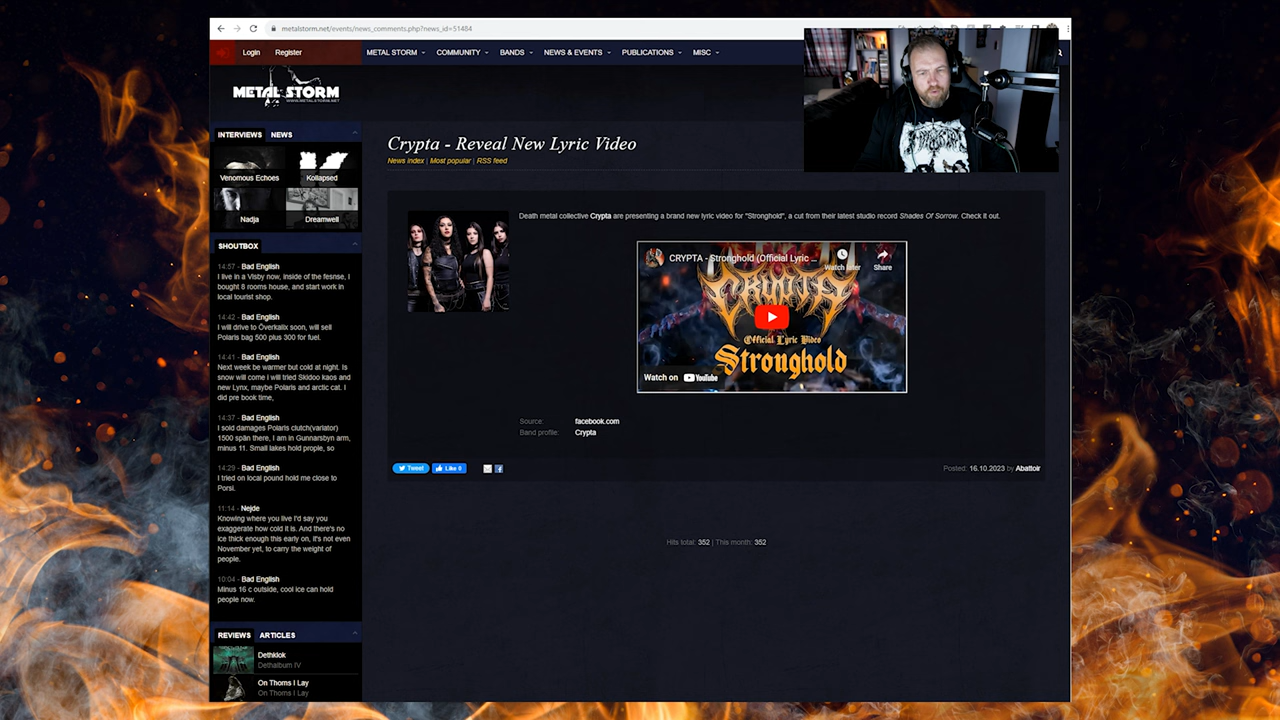 metalstorm.net/events/news_comments.php?news_id=51484
Login Register METAL STORM COMMUNITY BANDS NEWS & EVENTS PUBLICATIONS MISC
METAL STORM
WWW.METALSTORM.NET
INTERVIEWS NEWS
Venomous Echoes Kollapsed
Nadja Dreamwell
SHOUTBOX
14:57 - Bad English
I live in a Visby now, inside of the fesnse, I
bought 8 rooms house, and start work in
local tourist shop.
14:42 - Bad English
I will drive to Överkalix soon, will sell
Polaris bag 500 plus 300 for fuel.
14:41 - Bad English
Next week be warmer but cold at night. Is
snow will come i will tried Skidoo kaos and
new Lynx, maybe Polaris and arctic cat. I
did pre book time,
14:37 - Bad English
I sold damages Polaris clutch(variator)
1500 spän there, I am in Gunnarsbyn arm,
minus 11. Small lakes hold prople, so
14:29 - Bad English
I tried on local pound hold me close to
Porsi.
11:14 - Nejde
Knowing where you live I'd say you
exaggerate how cold it is. And there's no
ice thick enough this early on, it's not even
November yet, to carry the weight of
people.
10:04 - Bad English
Minus 16 c outside, cool ice can hold
people now.
REVIEWS ARTICLES
Dethklok
Dethalbum IV
On Thorns I Lay
On Thorns I Lay
Crypta - Reveal New Lyric Video
News index | Most popular | RSS feed
Death metal collective Crypta are presenting a brand new lyric video for "Stronghold", a cut from their latest studio record Shades Of Sorrow. Check it out.
CRYPTA - Stronghold (Official Lyric ...
Watch later Share
CRYPTA
Official Lyric Video
Stronghold
Watch on YouTube
Source: facebook.com
Band profile: Crypta
Tweet Like 0
Posted: 16.10.2023 by Abattoir
Hits total: 352 | This month: 352